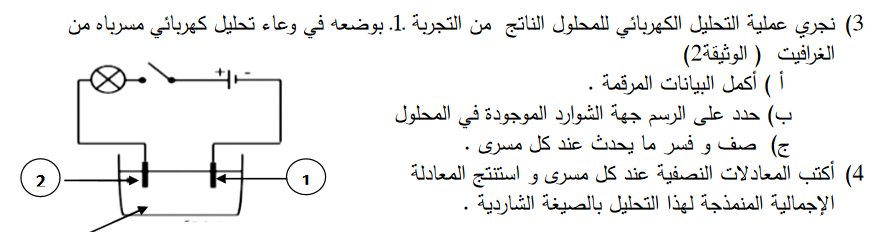 3) نجري عملية التحليل الكهربائي للمحلول الناتج من التجربة .1. بوضعه في وعاء تحليل كهربائي مسرباه من
الغرافيت ( الوثيقة2)
أ ) أكمل البيانات المرقمة .
ب) حدد على الرسم جهة الشوارد الموجودة في المحلول
ج) صف و فسر ما يحدث عند كل مسرى .
4) أكتب المعادلات النصفية عند كل مسرى و استنتج المعادلة
الإجمالية المنمذجة لهذا التحليل بالصيغة الشاردية .
+ -
2
1